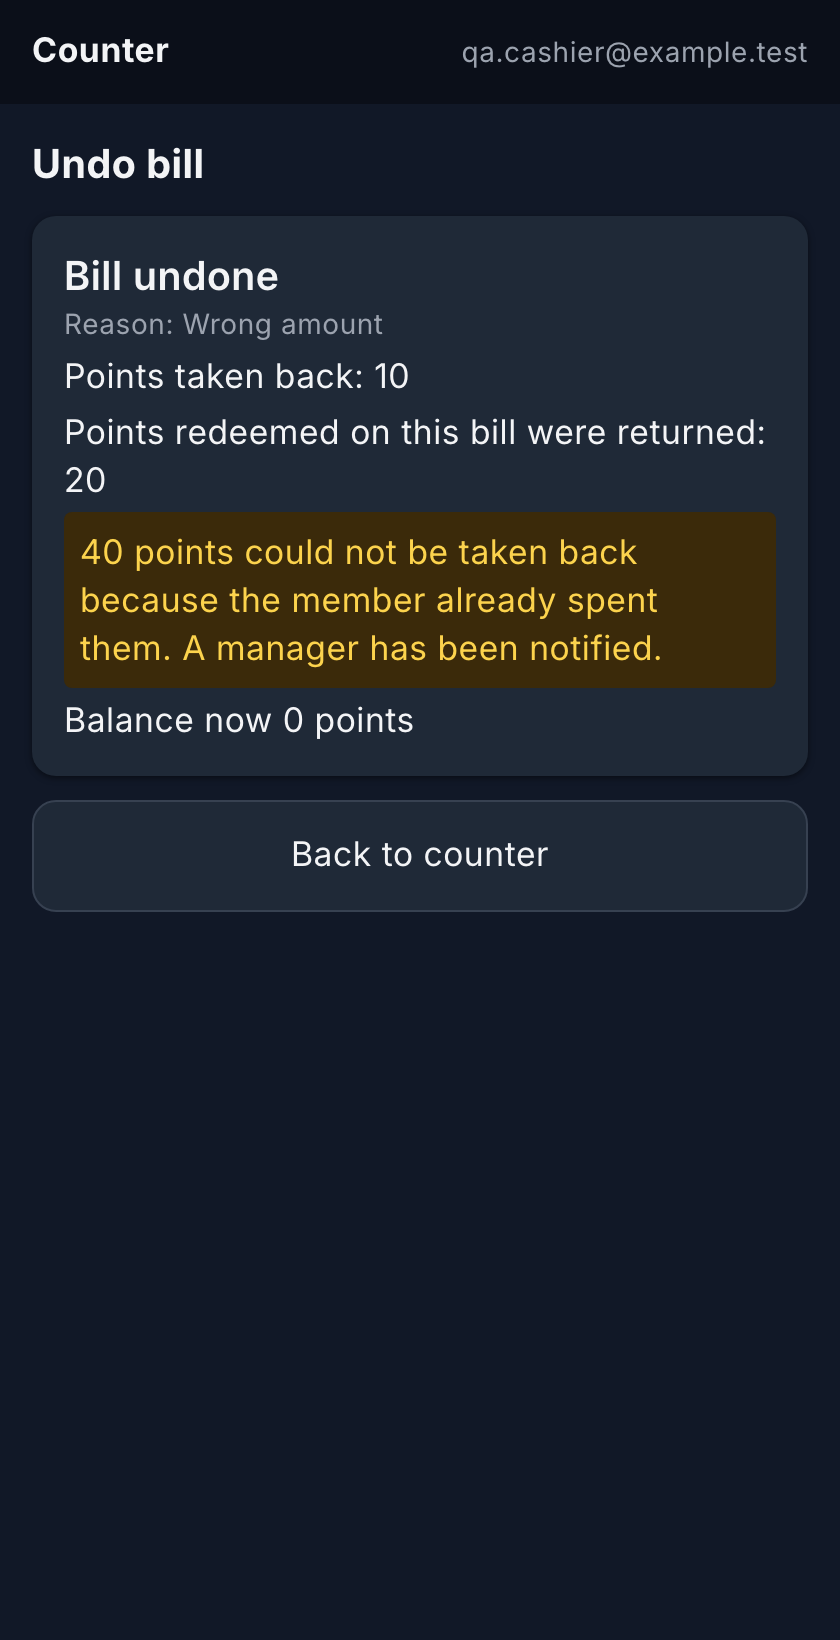 Counter
qa.cashier@example.test
Undo bill
Bill undone
Reason: Wrong amount
Points taken back: 10
Points redeemed on this bill were returned:
20
40 points could not be taken back
because the member already spent
them. A manager has been notified.
Balance now 0 points
Back to counter